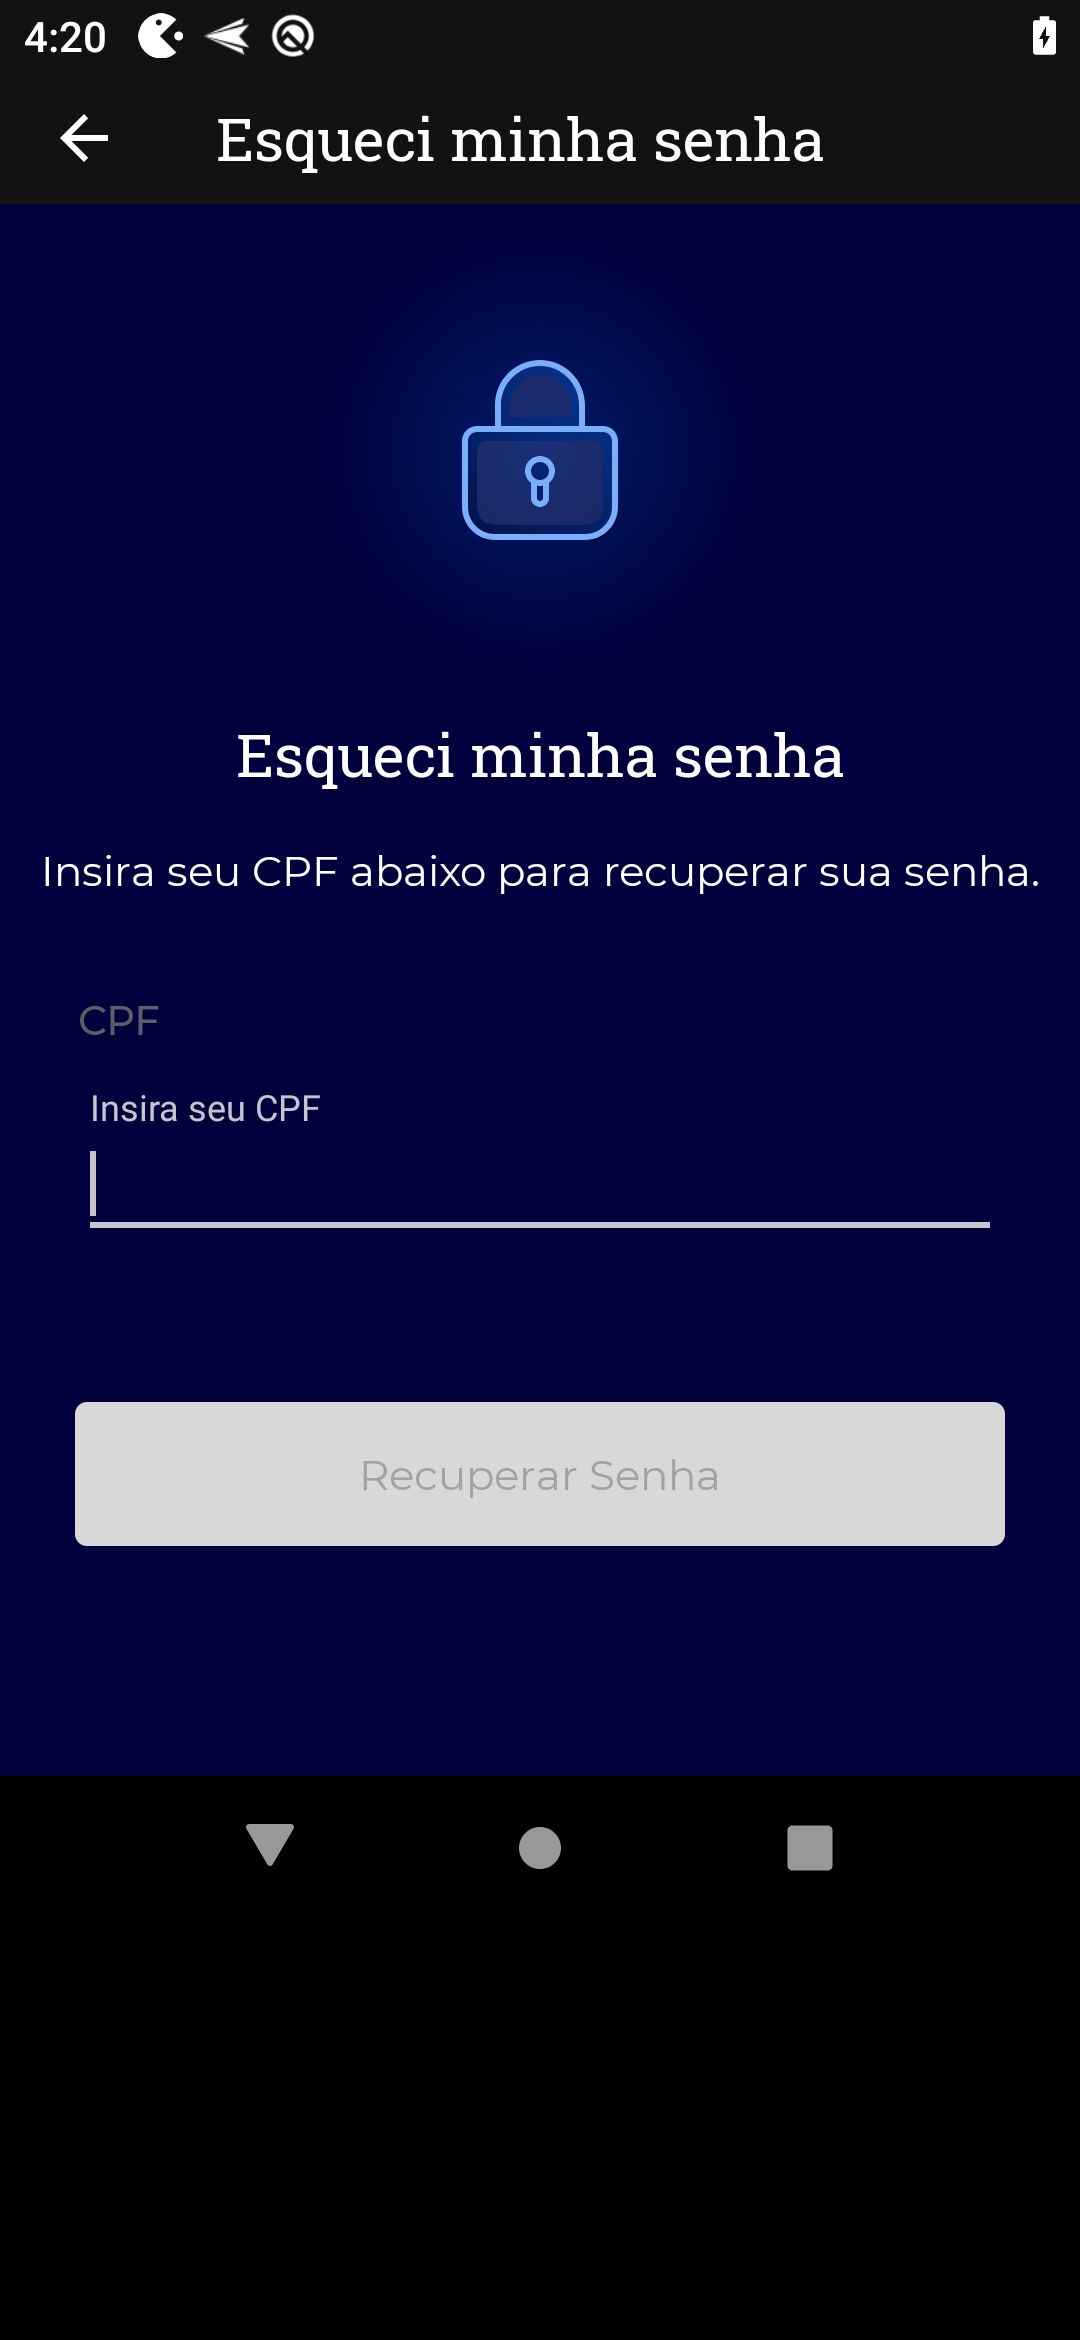 4:20
Esqueci minha senha
Esqueci minha senha
Insira seu CPF abaixo para recuperar sua senha.
CPF
Insira seu CPF
Recuperar Senha